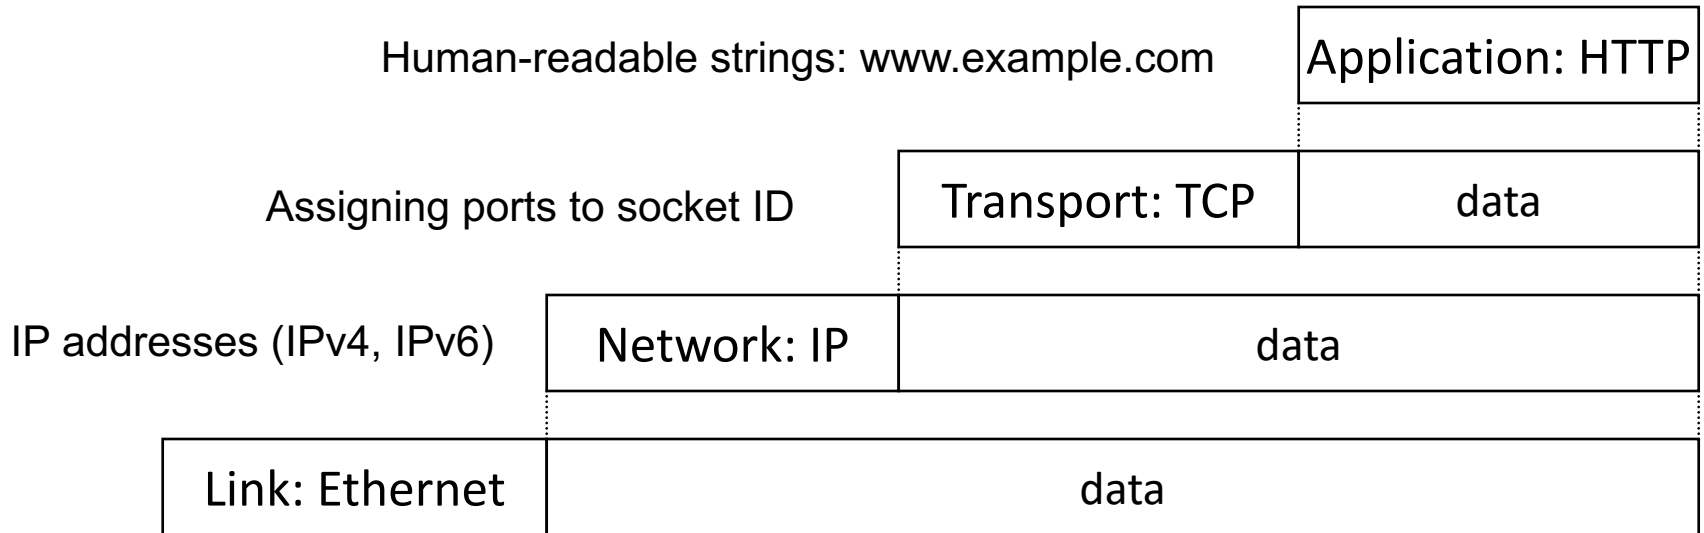 Human-readable strings: www.example.com
Application: HTTP
Assigning ports to socket ID
Transport: TCP
data
IP addresses (IPv4, IPv6)
Network: IP
data
Link: Ethernet
data